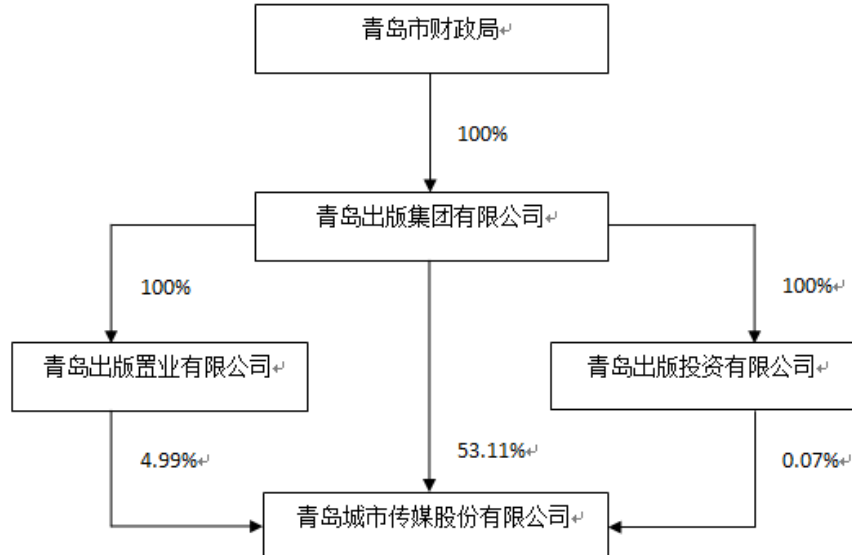 青岛市财政局
100%
青岛出版集团有限公司
100%
100%
青岛出版置业有限公司
青岛出版投资有限公司
4.99%
53.11%
0.07%
青岛城市传媒股份有限公司